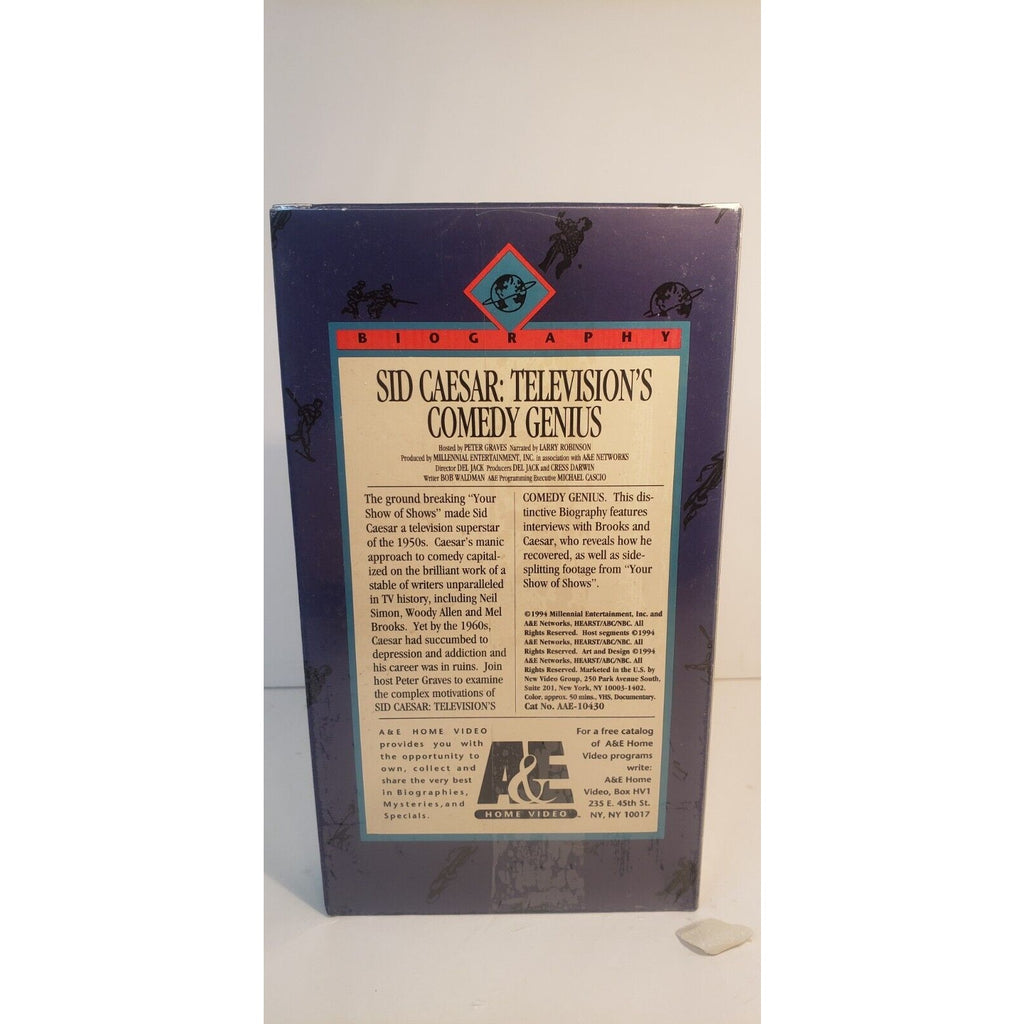 BIOGRAPHY
SID CAESAR: TELEVISION'S
COMEDY GENIUS
Hosted by PETER GRAVES Narrated by LARRY ROBINSON
Produced by MILLENNIAL ENTERTAINMENT, INC. in association with A&E NETWORKS
Director DEL JACK Producers DEL JACK and CRESS DARWIN
Writer BOB WALDMAN A&E Programming Executive MICHAEL CASCIO
The ground breaking "Your
Show of Shows" made Sid
Caesar a television superstar
of the 1950s. Caesar's manic
approach to comedy capital-
ized on the brilliant work of a
stable of writers unparalleled
in TV history, including Neil
Simon, Woody Allen and Mel
Brooks. Yet by the 1960s,
Caesar had succumbed to
depression and addiction and
his career was in ruins. Join
host Peter Graves to examine
the complex motivations of
SID CAESAR: TELEVISION'S
COMEDY GENIUS. This dis-
tinctive Biography features
interviews with Brooks and
Caesar, who reveals how he
recovered, as well as side-
splitting footage from "Your
Show of Shows".
©1994 Millennial Entertainment, Inc. and
A&E Networks, HEARST/ABC/NBC. All
Rights Reserved. Host segments ©1994
A&E Networks, HEARST/ABC/NBC. All
Rights Reserved. Art and Design ©1994
A&E Networks, HEARST/ABC/NBC. All
Rights Reserved. Marketed in the U.S. by
New Video Group, 250 Park Avenue South,
Suite 201, New York, NY 10003-1402.
Color, approx. 50 mins., VHS, Documentary.
Cat No. AAE-10430
A&E HOME VIDEO
provides you with
the opportunity to
own, collect and
share the very best
in Biographies,
Mysteries,and
Specials.
A&E
HOME VIDEO™
For a free catalog
of A&E Home
Video programs
write:
A&E Home
Video, Box HV1
235 E. 45th St.
NY, NY 10017